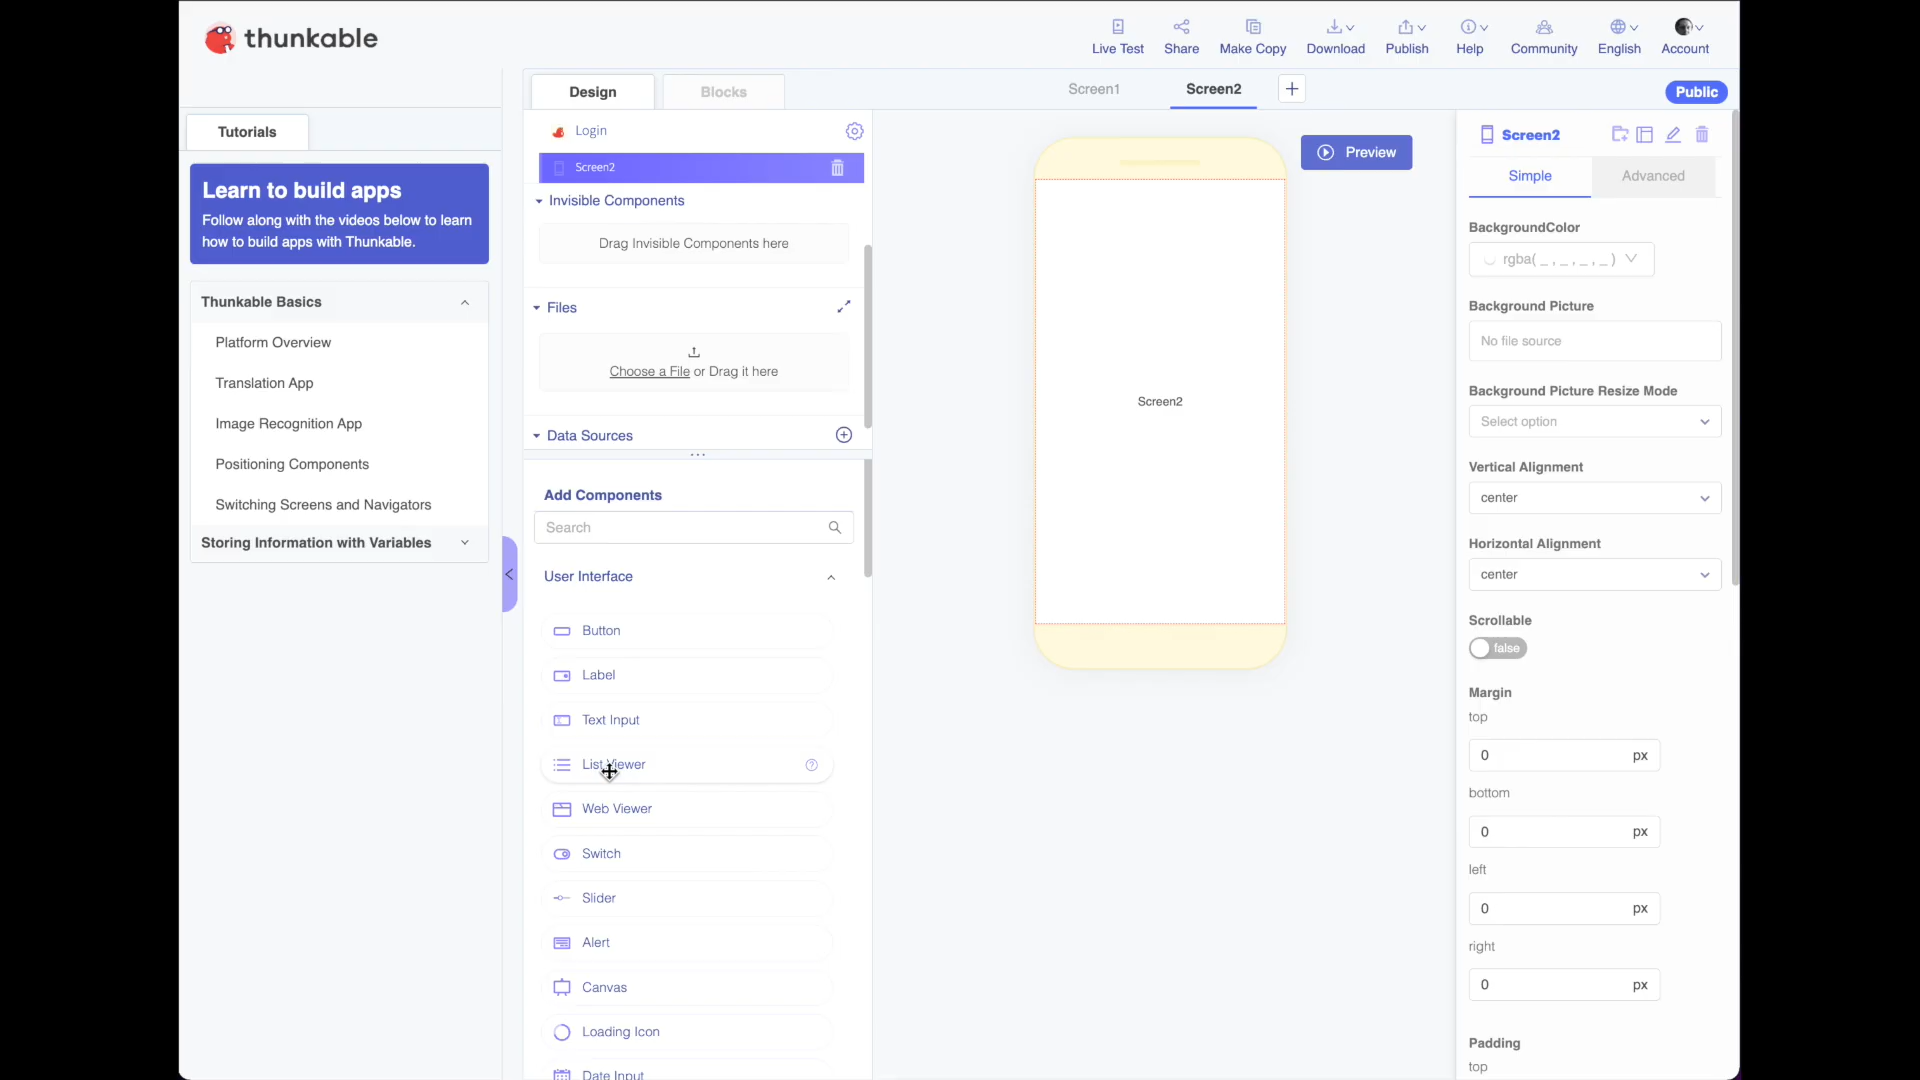 thunkable
Live Test
Share
Make Copy
Download
Publish
Help
Community
English
Account
Tutorials
Learn to build apps
Follow along with the videos below to learn
how to build apps with Thunkable.
Thunkable Basics
Platform Overview
Translation App
Image Recognition App
Positioning Components
Switching Screens and Navigators
Storing Information with Variables
Design
Blocks
Login
Screen2
Invisible Components
Drag Invisible Components here
Files
Choose a File or Drag it here
Data Sources
Add Components
Search
User Interface
Button
Label
Text Input
List Viewer
Web Viewer
Switch
Slider
Alert
Canvas
Loading Icon
Date Input
Screen1
Screen2
Public
Preview
Screen2
Screen2
Simple
Advanced
BackgroundColor
rgba( _ , _ , _ , _ )
Background Picture
No file source
Background Picture Resize Mode
Select option
Vertical Alignment
center
Horizontal Alignment
center
Scrollable
false
Margin
top
0 px
bottom
0 px
left
0 px
right
0 px
Padding
top